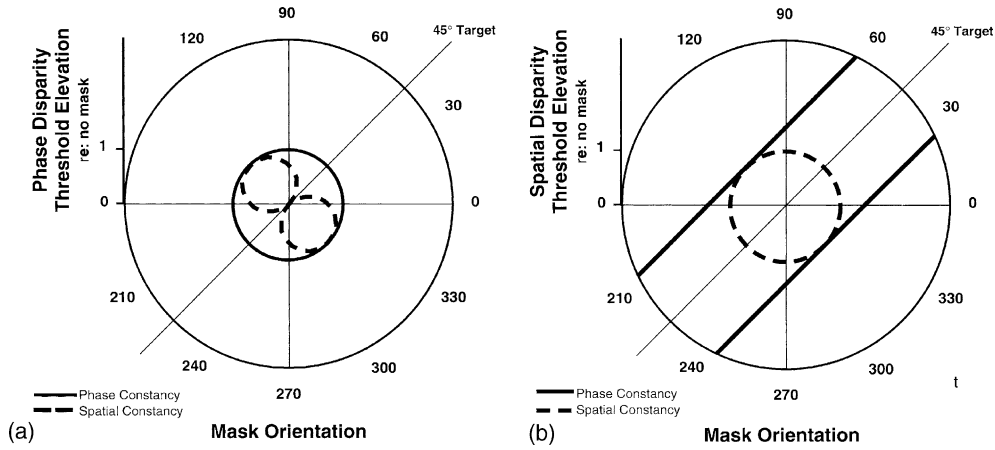 90
120
60
45° Target
30
Phase Disparity
Threshold Elevation
re: no mask
1
0
0
210
330
240
300
270
Phase Constancy
Spatial Constancy
(a)
Mask Orientation
90
120
60
45° Target
30
Spatial Disparity
Threshold Elevation
re: no mask
1
0
0
210
330
240
300
270
t
Phase Constancy
Spatial Constancy
(b)
Mask Orientation